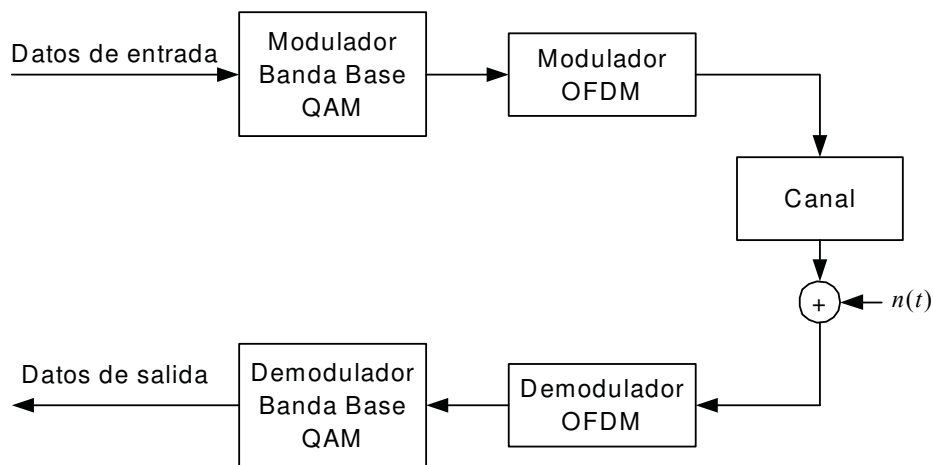 Datos de entrada
Modulador
Banda Base
QAM
Modulador
OFDM
Canal
+
n(t)
Datos de salida
Demodulador
Banda Base
QAM
Demodulador
OFDM